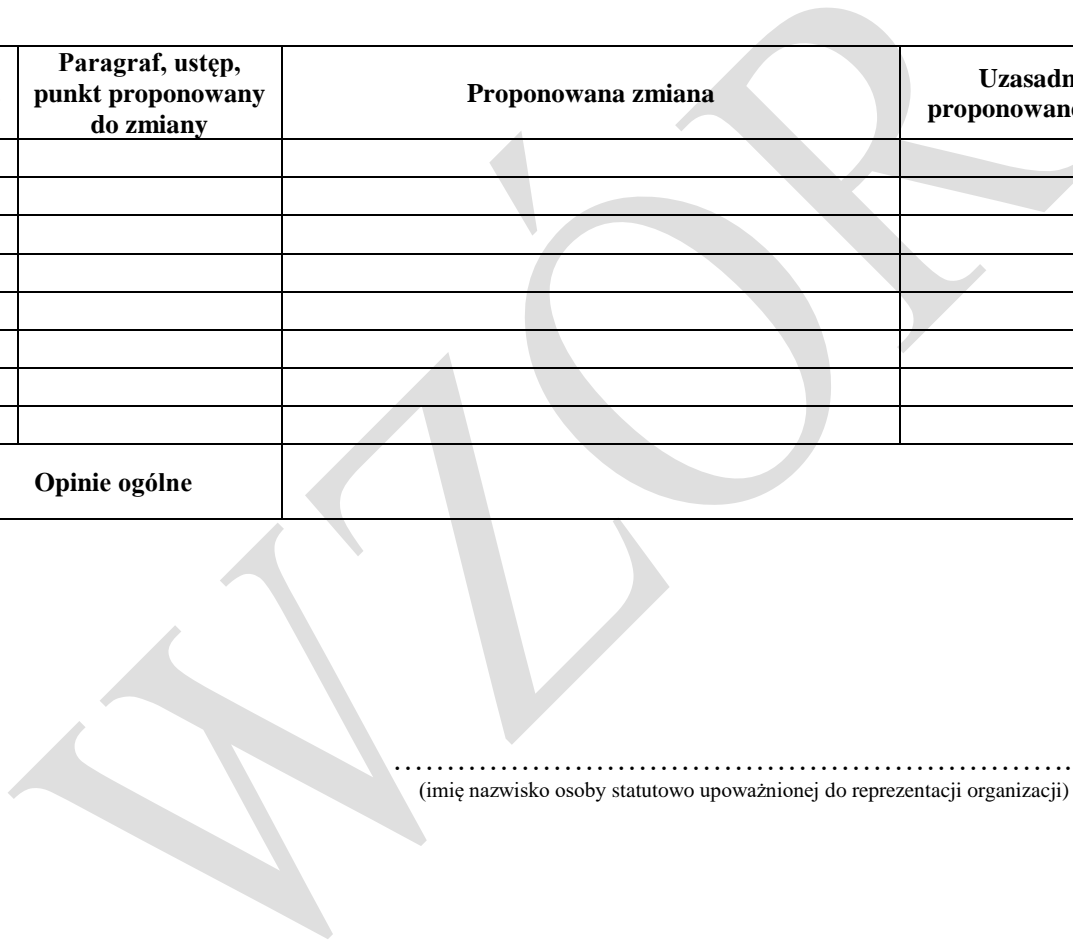 Paragraf, ustęp,
punkt proponowany
do zmiany
Proponowana zmiana
Opinie ogólne
WZÓR
………………………………………………………….
(imię nazwisko osoby statutowo upoważnionej do reprezentacji organizacji)